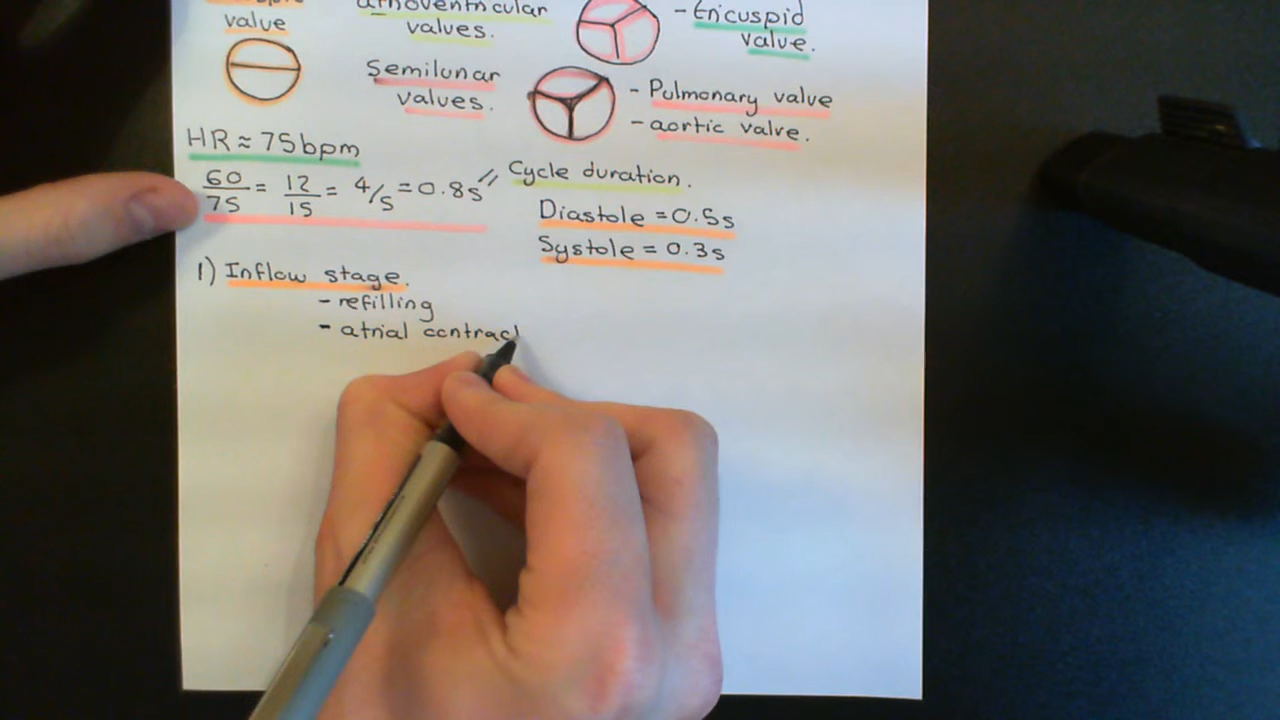 value
atrioventricular
values.
- tricuspid
valve.
Semilunar
values.
- Pulmonary valve
- aortic valve.
HR ≈ 75bpm
60/75 = 12/15 = 4/5 = 0.8s // Cycle duration.
Diastole = 0.5s
Systole = 0.3s
1) Inflow stage.
- refilling
- atrial contract